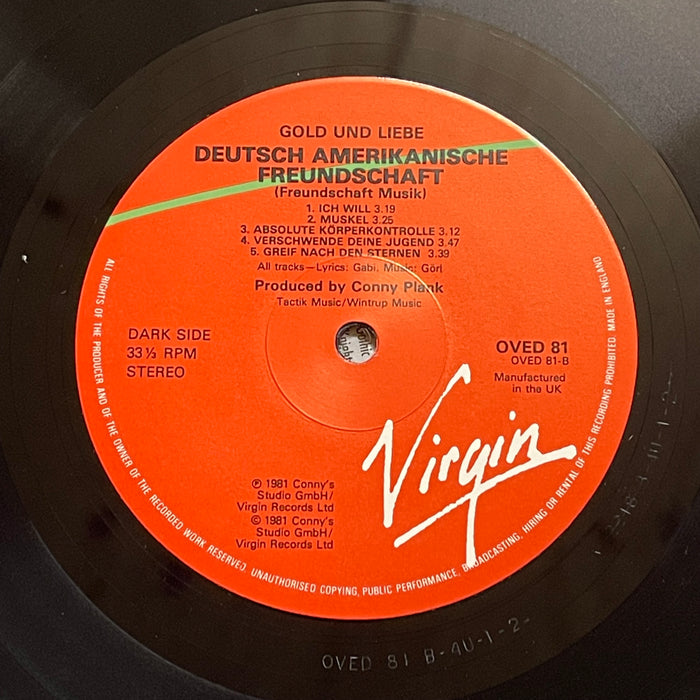 GOLD UND LIEBE
DEUTSCH AMERIKANISCHE
FREUNDSCHAFT
(Freundschaft Musik)
1. ICH WILL 3.19
2. MUSKEL 3.25
3. ABSOLUTE KÖRPERKONTROLLE 3.12
4. VERSCHWENDE DEINE JUGEND 3.47
5. GREIF NACH DEN STERNEN 3.39
All tracks—Lyrics: Gabi. Music: Görl
Produced by Conny Plank
Tactik Music/Wintrup Music
DARK SIDE
33⅓ RPM
STEREO
OVED 81
OVED 81-B
Manufactured
in the UK
Virgin
℗ 1981 Conny's
Studio GmbH/
Virgin Records Ltd
© 1981 Conny's
Studio GmbH/
Virgin Records Ltd
ALL RIGHTS OF THE PRODUCER AND OF THE OWNER OF THE RECORDED WORK RESERVED. UNAUTHORISED COPYING, PUBLIC PERFORMANCE, BROADCASTING, HIRING OR RENTAL OF THIS RECORDING PROHIBITED. MADE IN ENGLAND
OVED 81 B-4U-1-2-